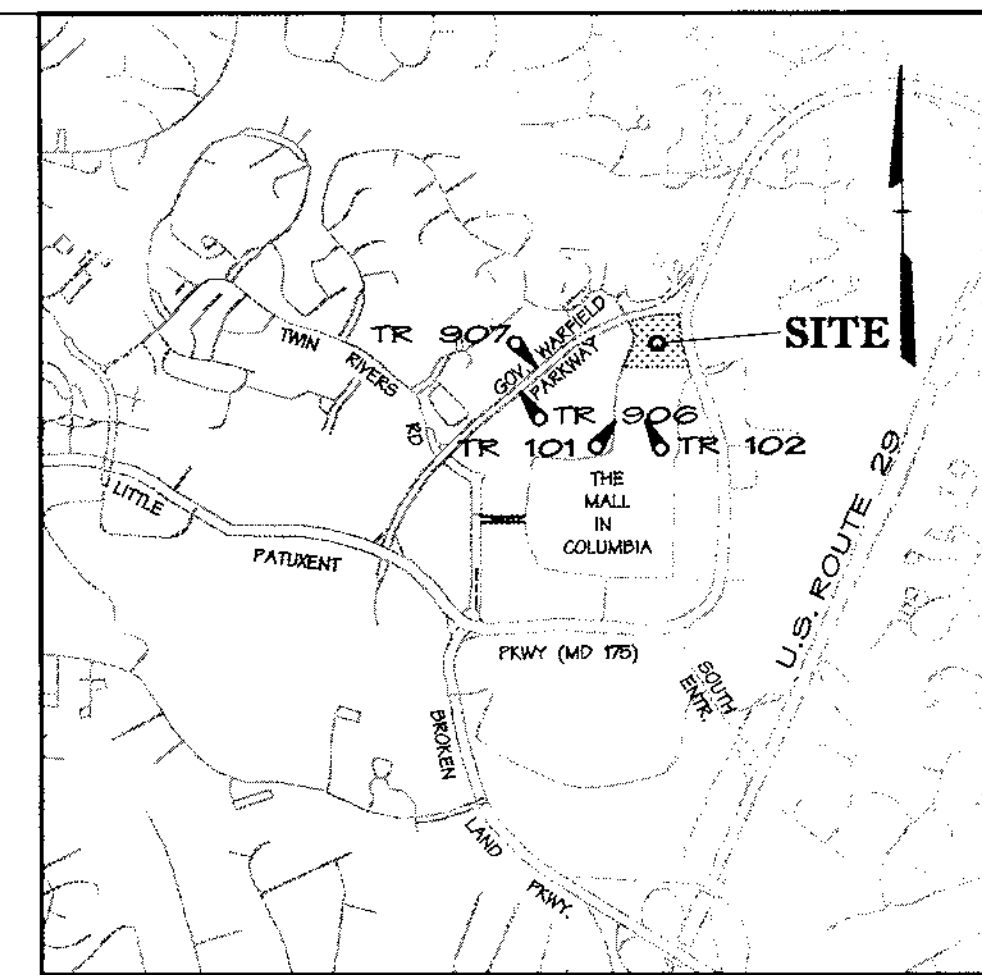 TWIN
RIVERS
RD
TR 907
GOV. WARFIELD
PARKWAY
SITE
TR 906
TR 101
TR 102
THE
MALL
IN
COLUMBIA
LITTLE
PATUXENT
PKWY (MD 175)
U.S. ROUTE 29
SOUTH
ENTR.
BROKEN
LAND
PKWY.